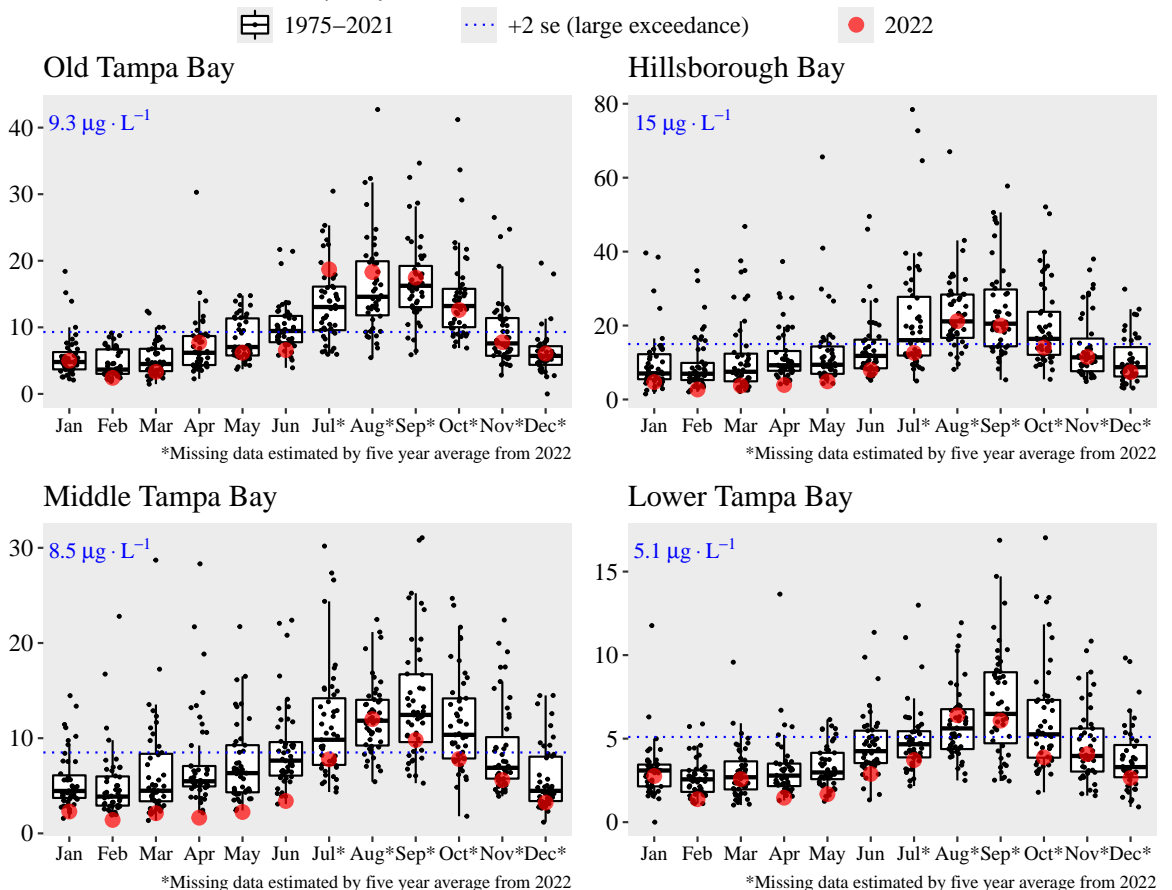 1975–2021 +2 se (large exceedance) 2022
Old Tampa Bay
9.3 μg · L⁻¹
40
30
20
10
0
Jan Feb Mar Apr May Jun Jul* Aug* Sep* Oct* Nov* Dec*
*Missing data estimated by five year average from 2022
Hillsborough Bay
15 μg · L⁻¹
80
60
40
20
0
Jan Feb Mar Apr May Jun Jul* Aug* Sep* Oct* Nov* Dec*
*Missing data estimated by five year average from 2022
Middle Tampa Bay
8.5 μg · L⁻¹
30
20
10
0
Jan Feb Mar Apr May Jun Jul* Aug* Sep* Oct* Nov* Dec*
*Missing data estimated by five year average from 2022
Lower Tampa Bay
5.1 μg · L⁻¹
15
10
5
0
Jan Feb Mar Apr May Jun Jul* Aug* Sep* Oct* Nov* Dec*
*Missing data estimated by five year average from 2022